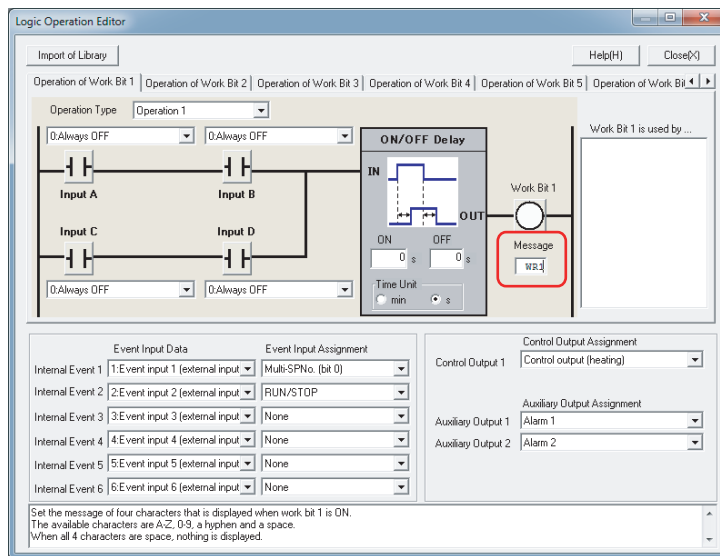 Logic Operation Editor
Import of Library
Help(H)
Close(X)
Operation of Work Bit 1
Operation of Work Bit 2
Operation of Work Bit 3
Operation of Work Bit 4
Operation of Work Bit 5
Operation of Work Bit
Operation Type
Operation 1
0:Always OFF
0:Always OFF
ON/OFF Delay
Work Bit 1 is used by ...
IN
Input A
Input B
Work Bit 1
OUT
Input C
Input D
ON
OFF
Message
0 s
0 s
WR1
0:Always OFF
0:Always OFF
Time Unit
min
s
Event Input Data
Event Input Assignment
Internal Event 1
1:Event input 1 (external input
Multi-SPNo. (bit 0)
Internal Event 2
2:Event input 2 (external input
RUN/STOP
Internal Event 3
3:Event input 3 (external input
None
Internal Event 4
4:Event input 4 (external input
None
Internal Event 5
5:Event input 5 (external input
None
Internal Event 6
6:Event input 6 (external input
None
Control Output Assignment
Control Output 1
Control output (heating)
Auxiliary Output Assignment
Auxiliary Output 1
Alarm 1
Auxiliary Output 2
Alarm 2
Set the message of four characters that is displayed when work bit 1 is ON.
The available characters are A-Z, 0-9, a hyphen and a space.
When all 4 characters are space, nothing is displayed.